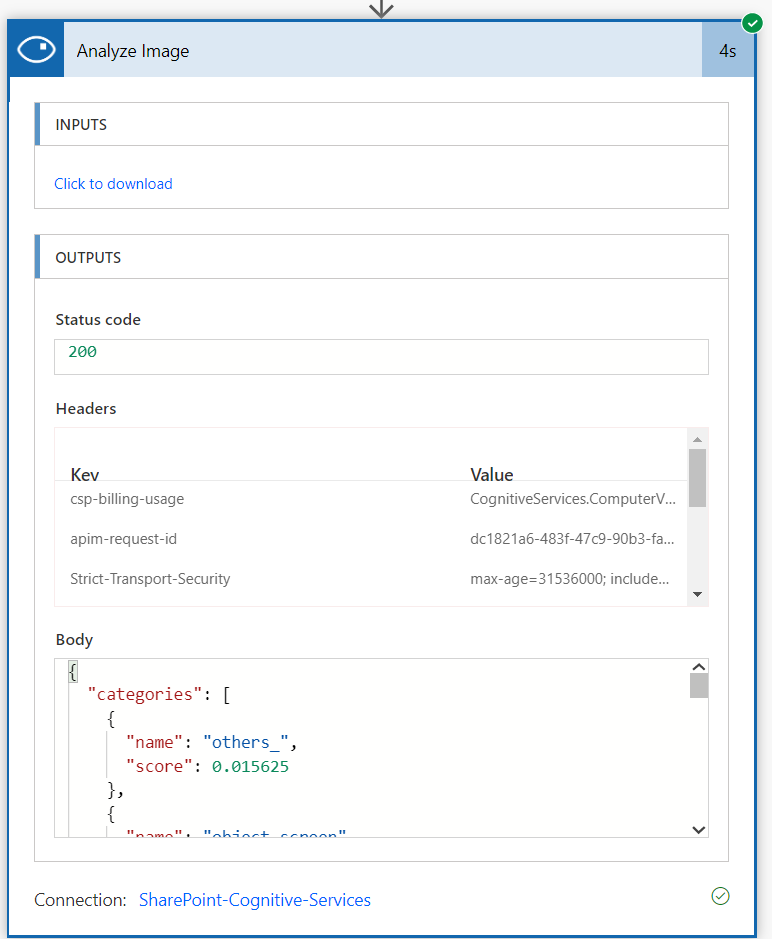 Analyze Image 4s
INPUTS
Click to download
OUTPUTS
Status code
200
Headers
Key Value
csp-billing-usage CognitiveServices.ComputerV...
apim-request-id dc1821a6-483f-47c9-90b3-fa...
Strict-Transport-Security max-age=31536000; include...
Body
{
"categories": [
{
"name": "others_",
"score": 0.015625
},
{
"name": "object_screen"
Connection: SharePoint-Cognitive-Services